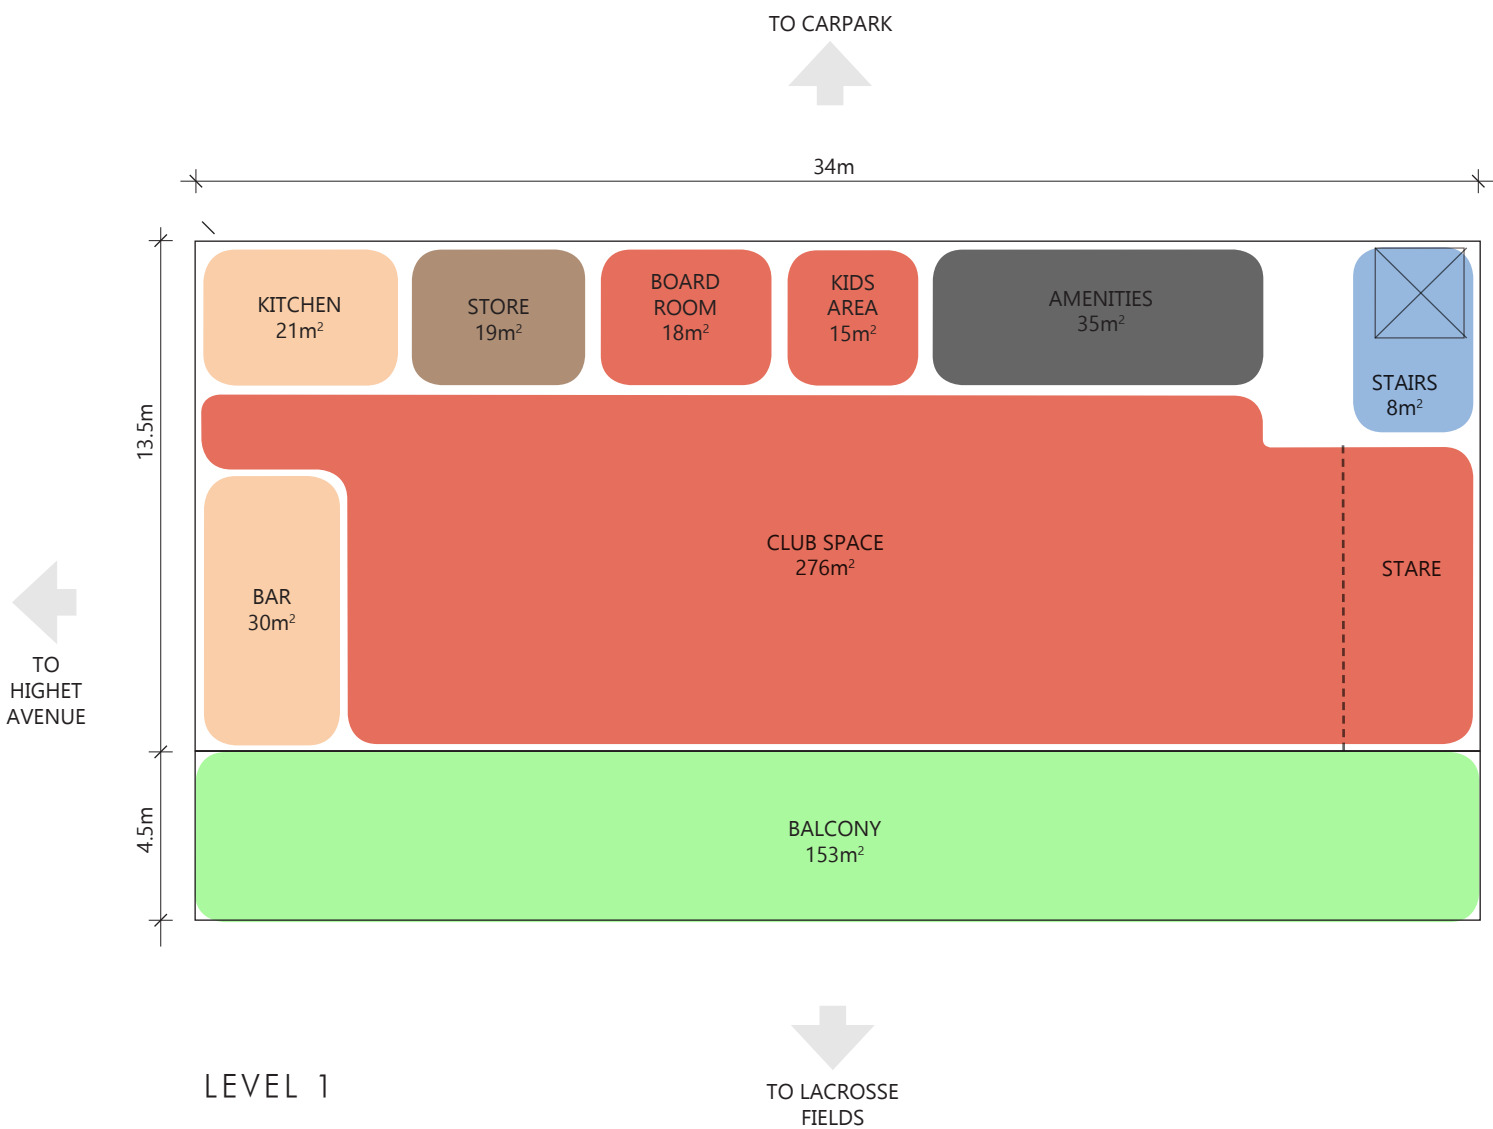 TO CARPARK
34m
KITCHEN
21m²
STORE
19m²
BOARD
ROOM
18m²
KIDS
AREA
15m²
AMENITIES
35m²
STAIRS
8m²
13.5m
CLUB SPACE
276m²
STARE
BAR
30m²
TO
HIGHET
AVENUE
4.5m
BALCONY
153m²
LEVEL 1
TO LACROSSE
FIELDS